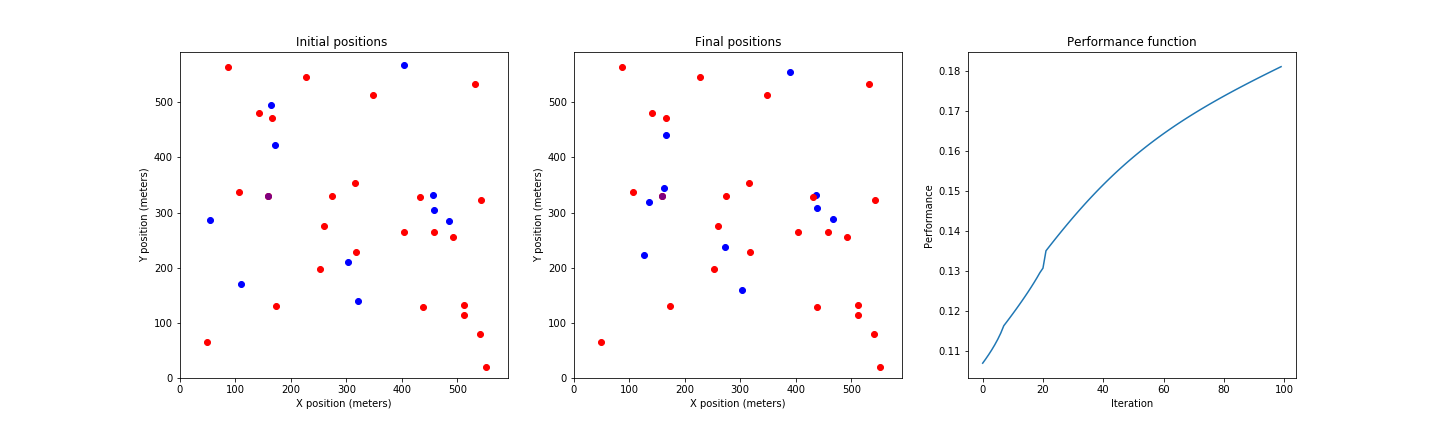 Initial positions
Y position (meters)
500
400
300
200
100
0
0 100 200 300 400 500
X position (meters)
Final positions
Y position (meters)
500
400
300
200
100
0
0 100 200 300 400 500
X position (meters)
Performance function
Performance
0.18
0.17
0.16
0.15
0.14
0.13
0.12
0.11
0 20 40 60 80 100
Iteration